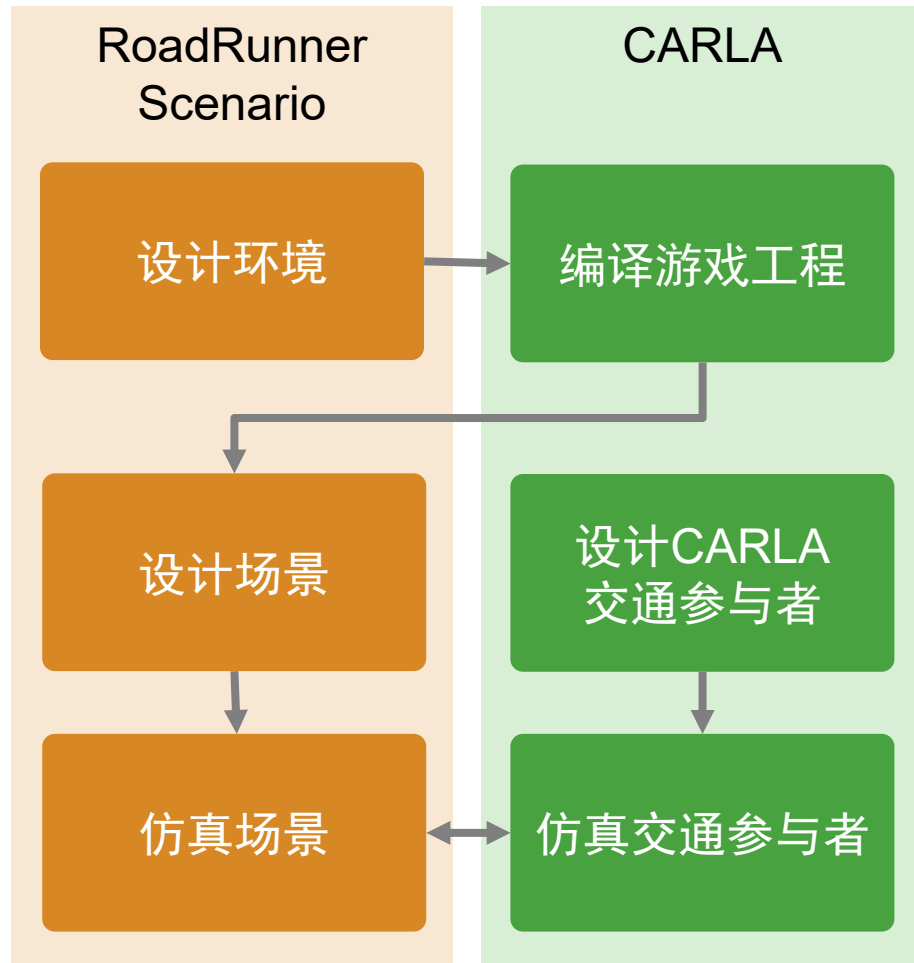 RoadRunner
Scenario
CARLA
设计环境
编译游戏工程
设计场景
设计CARLA
交通参与者
仿真场景
仿真交通参与者